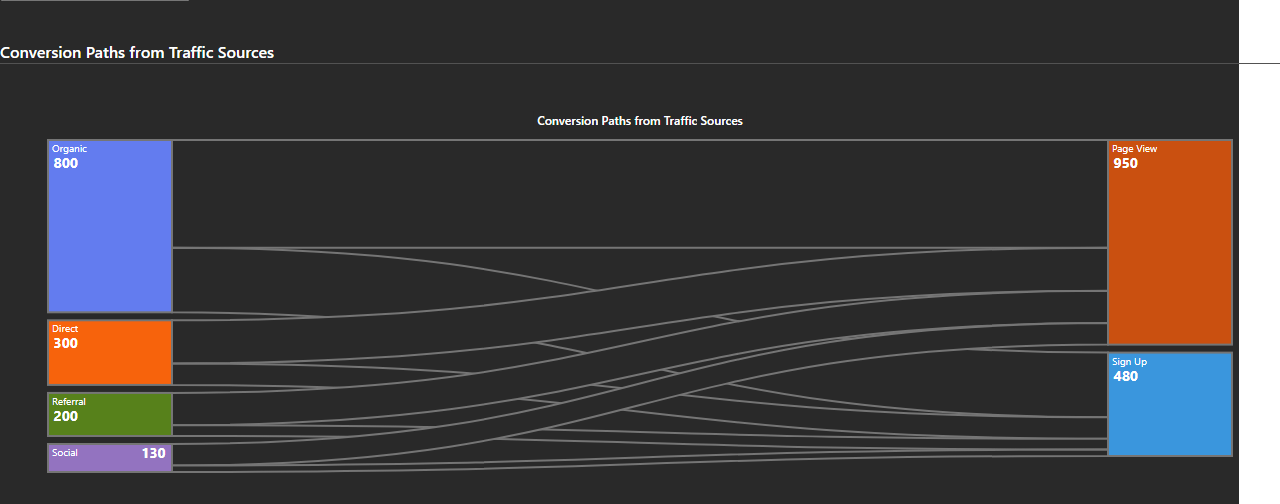 Conversion Paths from Traffic Sources
Conversion Paths from Traffic Sources
Organic
800
Page View
950
Direct
300
Sign Up
480
Referral
200
Social 130